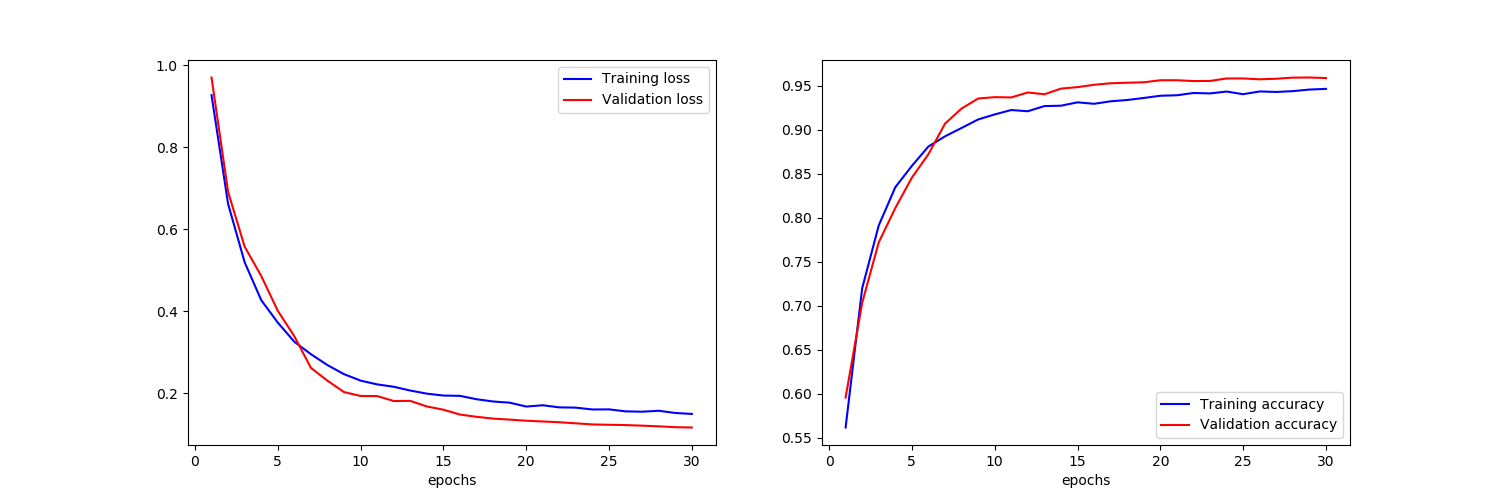 1.0
0.8
0.6
0.4
0.2
0 5 10 15 20 25 30
epochs
Training loss
Validation loss
0.95
0.90
0.85
0.80
0.75
0.70
0.65
0.60
0.55
0 5 10 15 20 25 30
epochs
Training accuracy
Validation accuracy